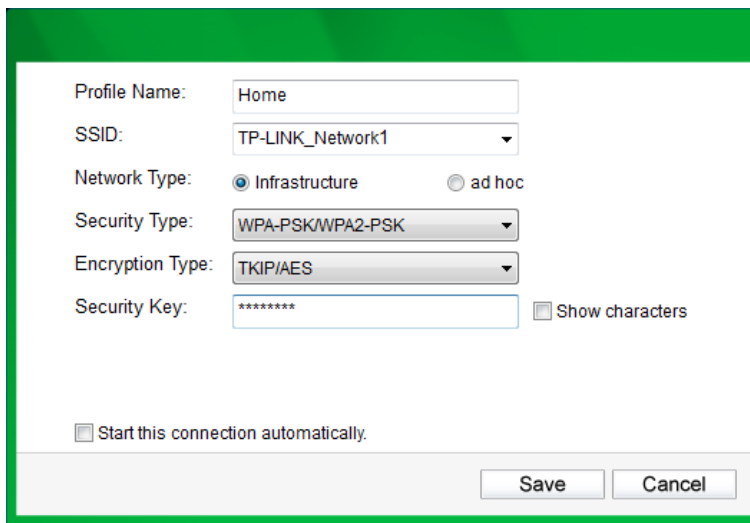 Profile Name: Home
SSID: TP-LINK_Network1
Network Type: Infrastructure ad hoc
Security Type: WPA-PSK/WPA2-PSK
Encryption Type: TKIP/AES
Security Key: ******** Show characters
Start this connection automatically.
Save Cancel